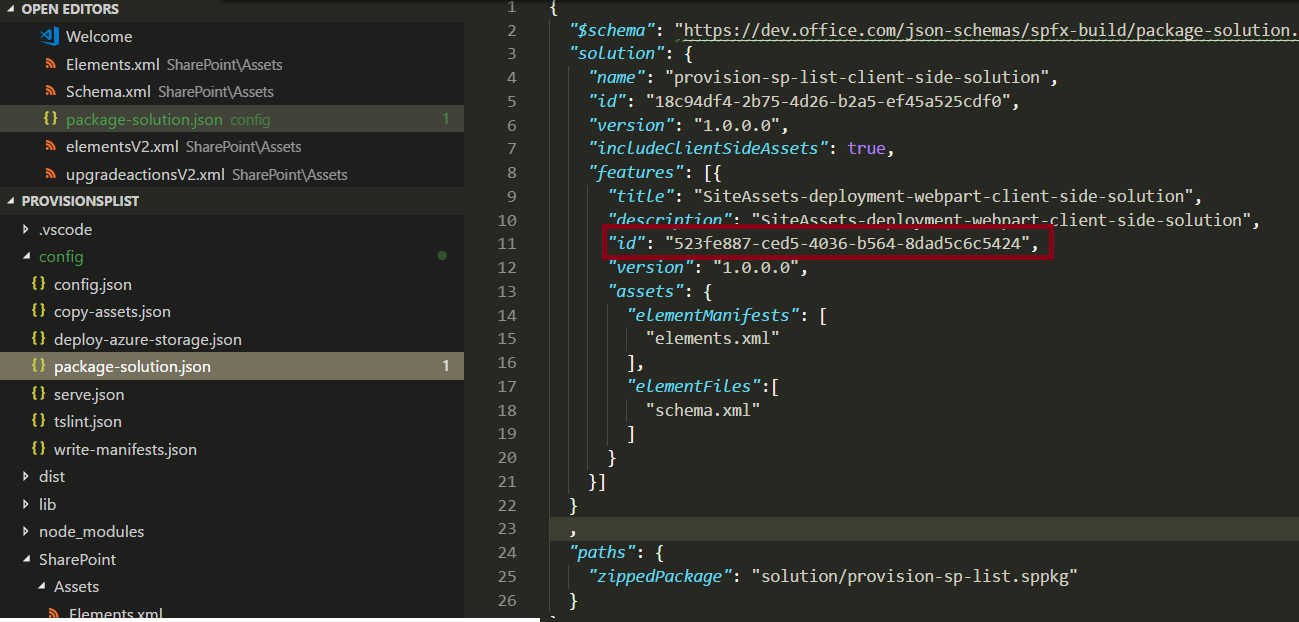 OPEN EDITORS
Welcome
Elements.xml SharePoint\Assets
Schema.xml SharePoint\Assets
{} package-solution.json config 1
elementsV2.xml SharePoint\Assets
upgradeactionsV2.xml SharePoint\Assets
PROVISIONSPLIST
.vscode
config
{} config.json
{} copy-assets.json
{} deploy-azure-storage.json
{} package-solution.json 1
{} serve.json
{} tslint.json
{} write-manifests.json
dist
lib
node_modules
SharePoint
Assets
Elements.xml
1 {
2 "$schema": "https://dev.office.com/json-schemas/spfx-build/package-solution.
3 "solution": {
4 "name": "provision-sp-list-client-side-solution",
5 "id": "18c94df4-2b75-4d26-b2a5-ef45a525cdf0",
6 "version": "1.0.0.0",
7 "includeClientSideAssets": true,
8 "features": [{
9 "title": "SiteAssets-deployment-webpart-client-side-solution",
10 "description": "SiteAssets-deployment-webpart-client-side-solution",
11 "id": "523fe887-ced5-4036-b564-8dad5c6c5424",
12 "version": "1.0.0.0",
13 "assets": {
14 "elementManifests": [
15 "elements.xml"
16 ],
17 "elementFiles":[
18 "schema.xml"
19 ]
20 }
21 }]
22 }
23 ,
24 "paths": {
25 "zippedPackage": "solution/provision-sp-list.sppkg"
26 }